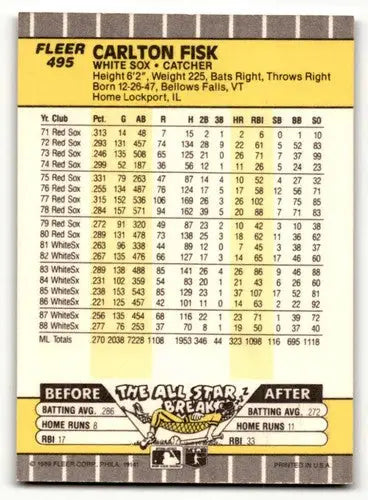 FLEER
495
CARLTON FISK
WHITE SOX • CATCHER
Height 6'2", Weight 225, Bats Right, Throws Right
Born 12-26-47, Bellows Falls, VT
Home Lockport, IL
Yr. Club Pct. G AB R H 2B 3B HR RBI SB BB SO
71 Red Sox .313 14 48 7 15 2 1 2 6 0 1 10
72 Red Sox .293 131 457 74 134 28 9 22 61 5 52 83
73 Red Sox .246 135 508 65 125 21 0 26 71 7 37 99
74 Red Sox .299 52 187 36 56 12 1 11 26 5 24 23
75 Red Sox .331 79 263 47 87 14 4 10 52 4 27 32
76 Red Sox .255 134 487 76 124 17 5 17 58 12 56 71
77 Red Sox .315 152 536 106 169 26 3 26 102 7 75 85
78 Red Sox .284 157 571 94 162 39 5 20 88 7 71 83
79 Red Sox .272 91 320 49 87 23 2 10 42 3 10 38
80 Red Sox .289 131 478 73 138 25 3 18 62 11 36 62
81 WhiteSx .263 96 338 44 89 12 0 7 45 3 38 37
82 WhiteSx .267 135 476 66 127 17 3 14 65 17 46 60
83 WhiteSx .289 138 488 85 141 26 4 26 86 9 46 88
84 WhiteSx .231 102 359 54 83 20 1 21 43 6 26 60
85 WhiteSx .238 153 543 85 129 23 1 37 107 17 52 81
86 WhiteSx .221 125 457 42 101 11 0 14 63 2 22 92
87 WhiteSx .256 135 454 68 116 22 1 23 71 1 39 72
88 WhiteSx .277 76 253 37 70 8 1 19 50 0 37 40
ML Totals .270 2038 7228 1108 1953 346 44 323 1098 116 695 1118
BEFORE THE ALL STAR BREAK AFTER
BATTING AVG. .286 BATTING AVG. .272
HOME RUNS 8 HOME RUNS 11
RBI 17 RBI 33
© 1989 FLEER CORP., PHILA. 19141 PRINTED IN U.S.A.